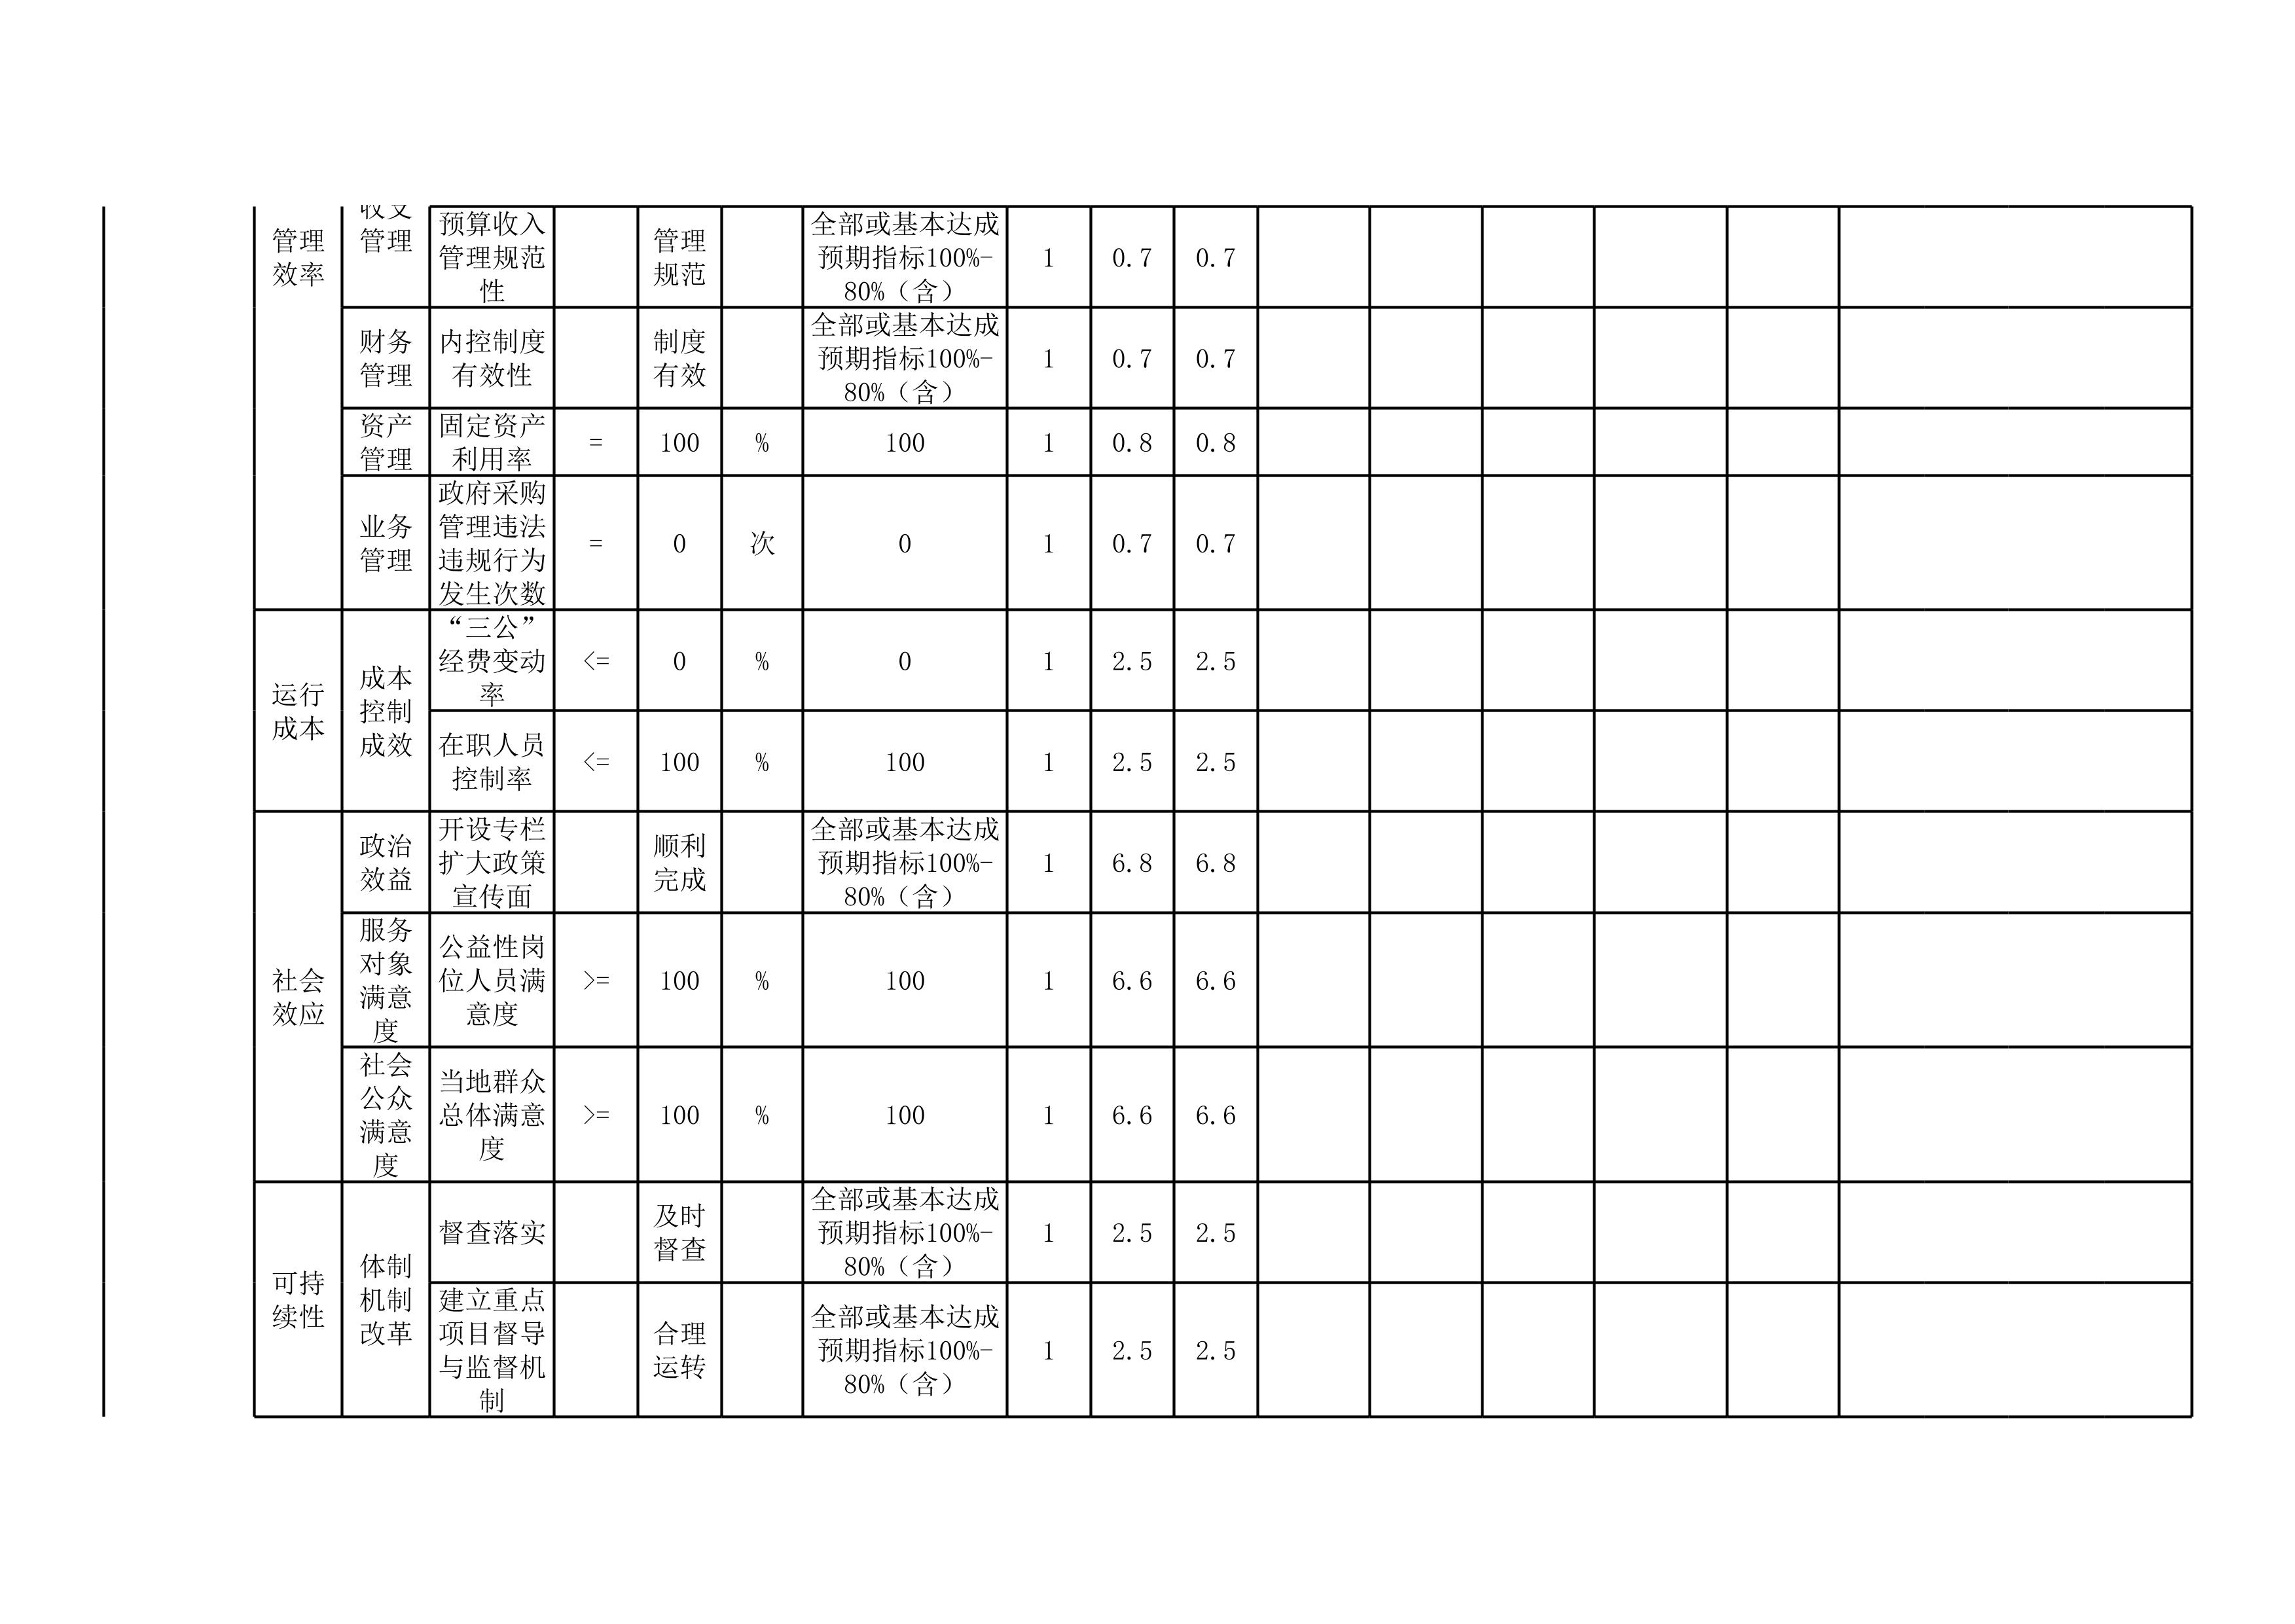 管理
效率
收支
管理
预算收入
管理规范
性
管理
规范
全部或基本达成
预期指标100%-
80%（含）
1
0.7
0.7
财务
管理
内控制度
有效性
制度
有效
全部或基本达成
预期指标100%-
80%（含）
1
0.7
0.7
资产
管理
固定资产
利用率
=
100
%
100
1
0.8
0.8
业务
管理
政府采购
管理违法
违规行为
发生次数
=
0
次
0
1
0.7
0.7
运行
成本
成本
控制
成效
“三公”
经费变动
率
<=
0
%
0
1
2.5
2.5
在职人员
控制率
<=
100
%
100
1
2.5
2.5
社会
效应
政治
效益
开设专栏
扩大政策
宣传面
顺利
完成
全部或基本达成
预期指标100%-
80%（含）
1
6.8
6.8
服务
对象
满意
度
公益性岗
位人员满
意度
>=
100
%
100
1
6.6
6.6
社会
公众
满意
度
当地群众
总体满意
度
>=
100
%
100
1
6.6
6.6
可持
续性
体制
机制
改革
督查落实
及时
督查
全部或基本达成
预期指标100%-
80%（含）
1
2.5
2.5
建立重点
项目督导
与监督机
制
合理
运转
全部或基本达成
预期指标100%-
80%（含）
1
2.5
2.5